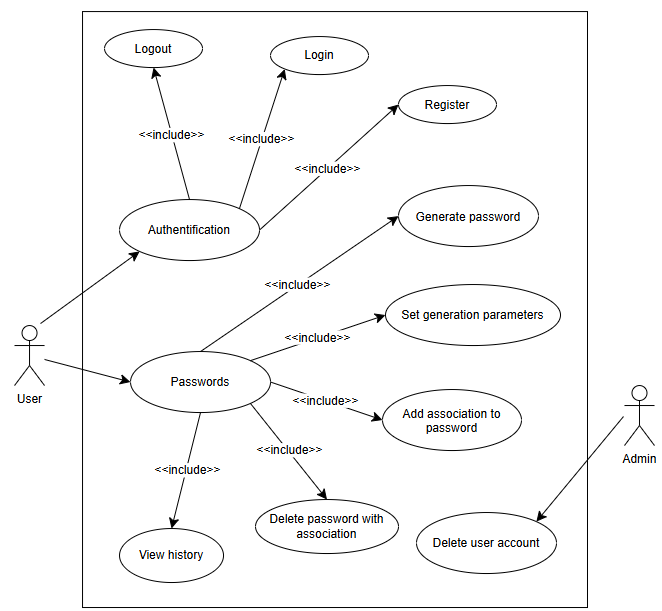 Logout
Login
Register
<<include>>
<<include>>
<<include>>
Authentification
Generate password
<<include>>
Set generation parameters
<<include>>
Passwords
<<include>>
Add association to
password
User
Admin
<<include>>
<<include>>
Delete password with
association
View history
Delete user account